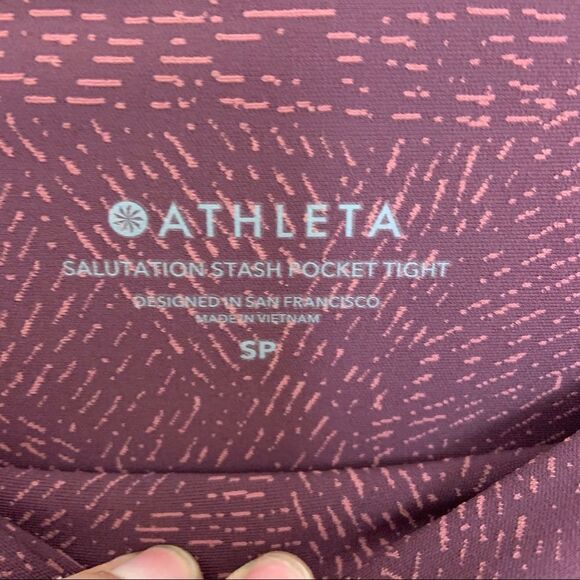 ATHLETA
SALUTATION STASH POCKET TIGHT
DESIGNED IN SAN FRANCISCO
MADE IN VIETNAM
SP